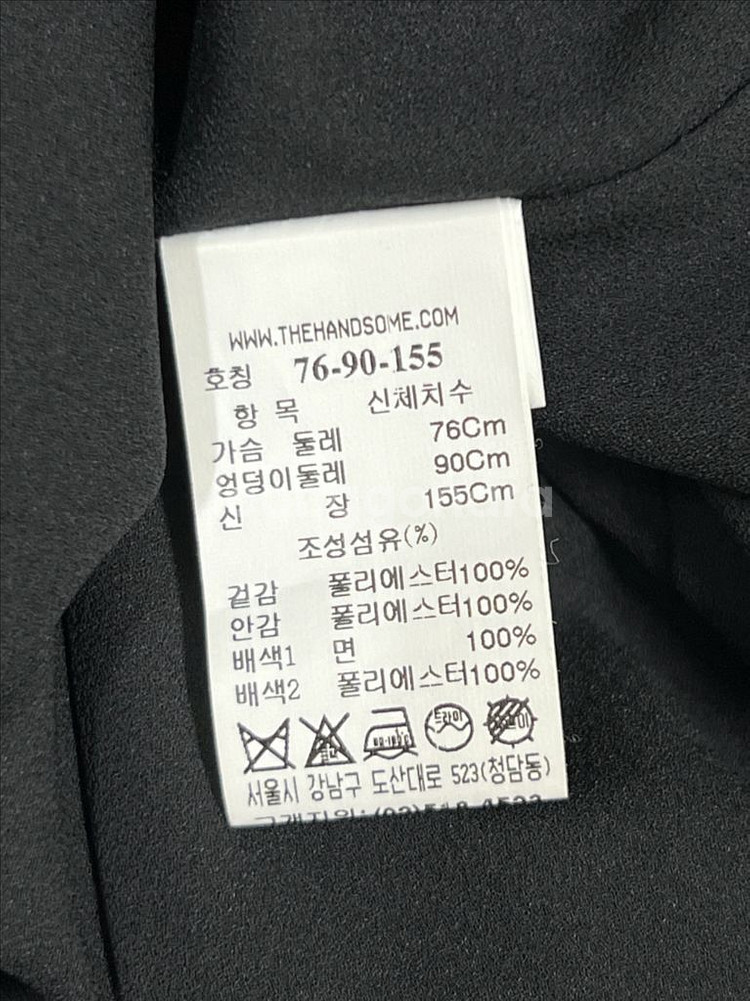 WWW.THEHANDSOME.COM
호칭 76-90-155
항 목 신체치수
가슴 둘레 76Cm
엉덩이둘레 90Cm
신 장 155Cm
조성섬유(%)
겉감 폴리에스터100%
안감 폴리에스터100%
배색1 면 100%
배색2 폴리에스터100%
드라이
서울시 강남구 도산대로 523(청담동)